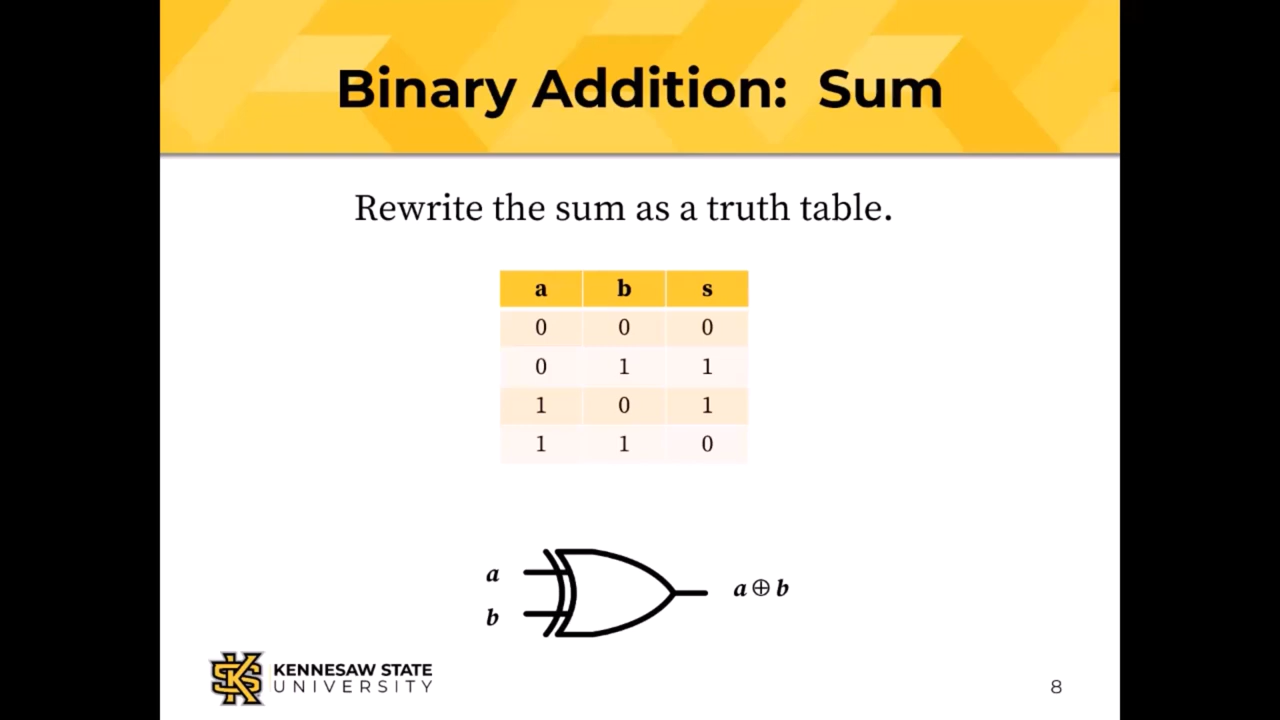 Binary Addition: Sum
Rewrite the sum as a truth table.
a b s
0 0 0
0 1 1
1 0 1
1 1 0
a
a ⊕ b
b
KENNESAW STATE
UNIVERSITY
8